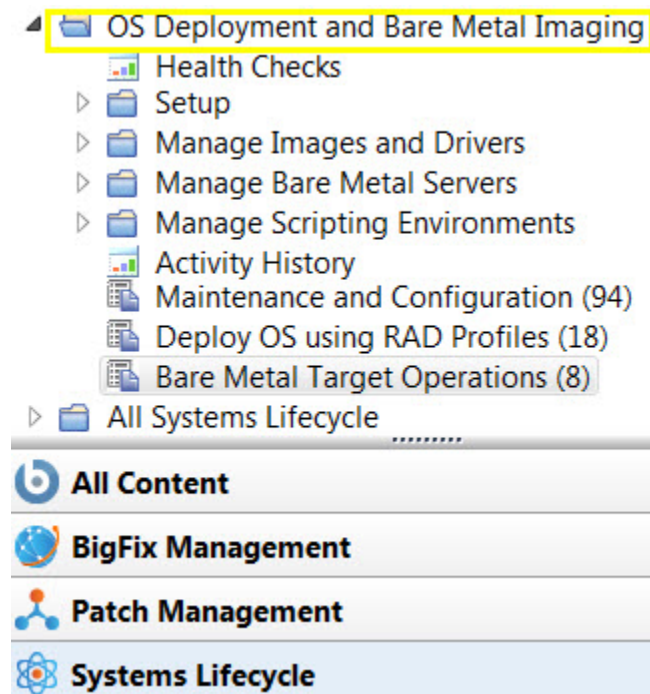 OS Deployment and Bare Metal Imaging
Health Checks
Setup
Manage Images and Drivers
Manage Bare Metal Servers
Manage Scripting Environments
Activity History
Maintenance and Configuration (94)
Deploy OS using RAD Profiles (18)
Bare Metal Target Operations (8)
All Systems Lifecycle
All Content
BigFix Management
Patch Management
Systems Lifecycle